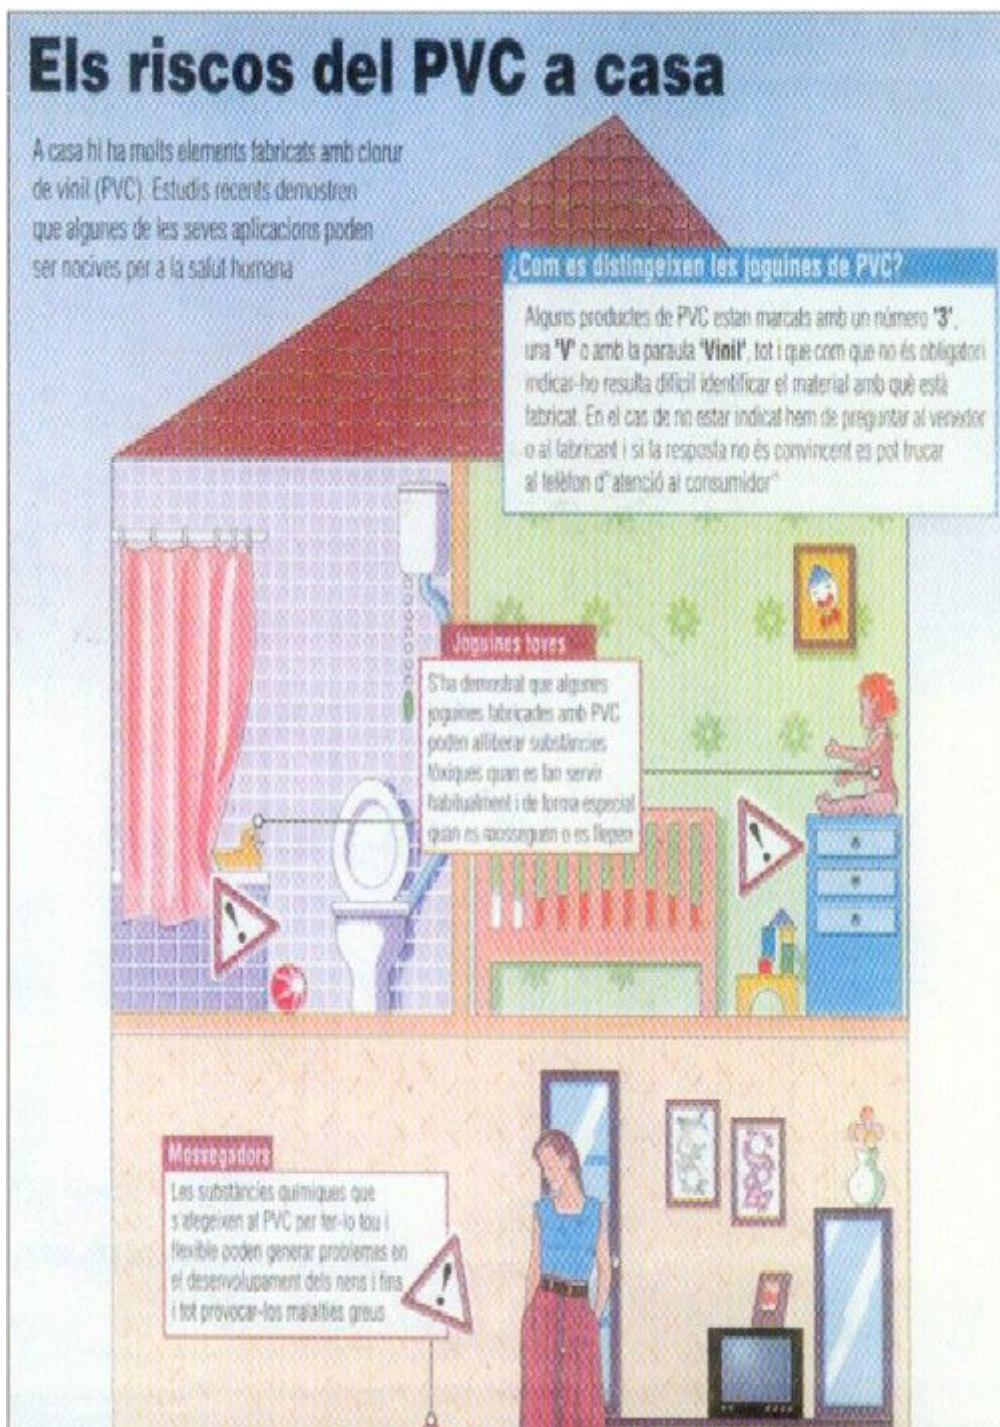 Els riscos del PVC a casa
A casa hi ha molts elements fabricats amb clorur
de vinil (PVC). Estudis recents demostren
que algunes de les seves aplicacions poden
ser nocives per a la salut humana
¿Com es distingeixen les joguines de PVC?
Alguns productes de PVC estan marcats amb un número "3",
una "V" o amb la paraula "Vinil", tot i que com que no és obligatori
indicar-ho resulta difícil identificar el material amb què està
fabricat. En el cas de no estar indicat hem de preguntar al venedor
o al fabricant i si la resposta no és convincent es pot trucar
al telèfon d'"atenció al consumidor"
Joguines toves
S'ha demostrat que algunes
joguines fabricades amb PVC
poden alliberar substàncies
tòxiques quan es fan servir
habitualment i de forma especial
quan es mosseguen o es llepen
Mossegadors
Les substàncies químiques que
s'afegeixen al PVC per fer-lo tou i
flexible poden generar problemes en
el desenvolupament dels nens i fins
i tot provocar-los malalties greus